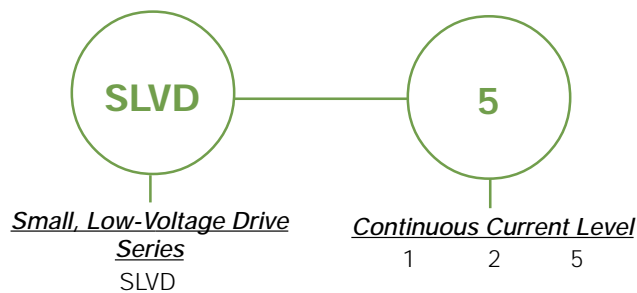 SLVD 5
Small, Low-Voltage Drive Series
SLVD
Continuous Current Level
1 2 5